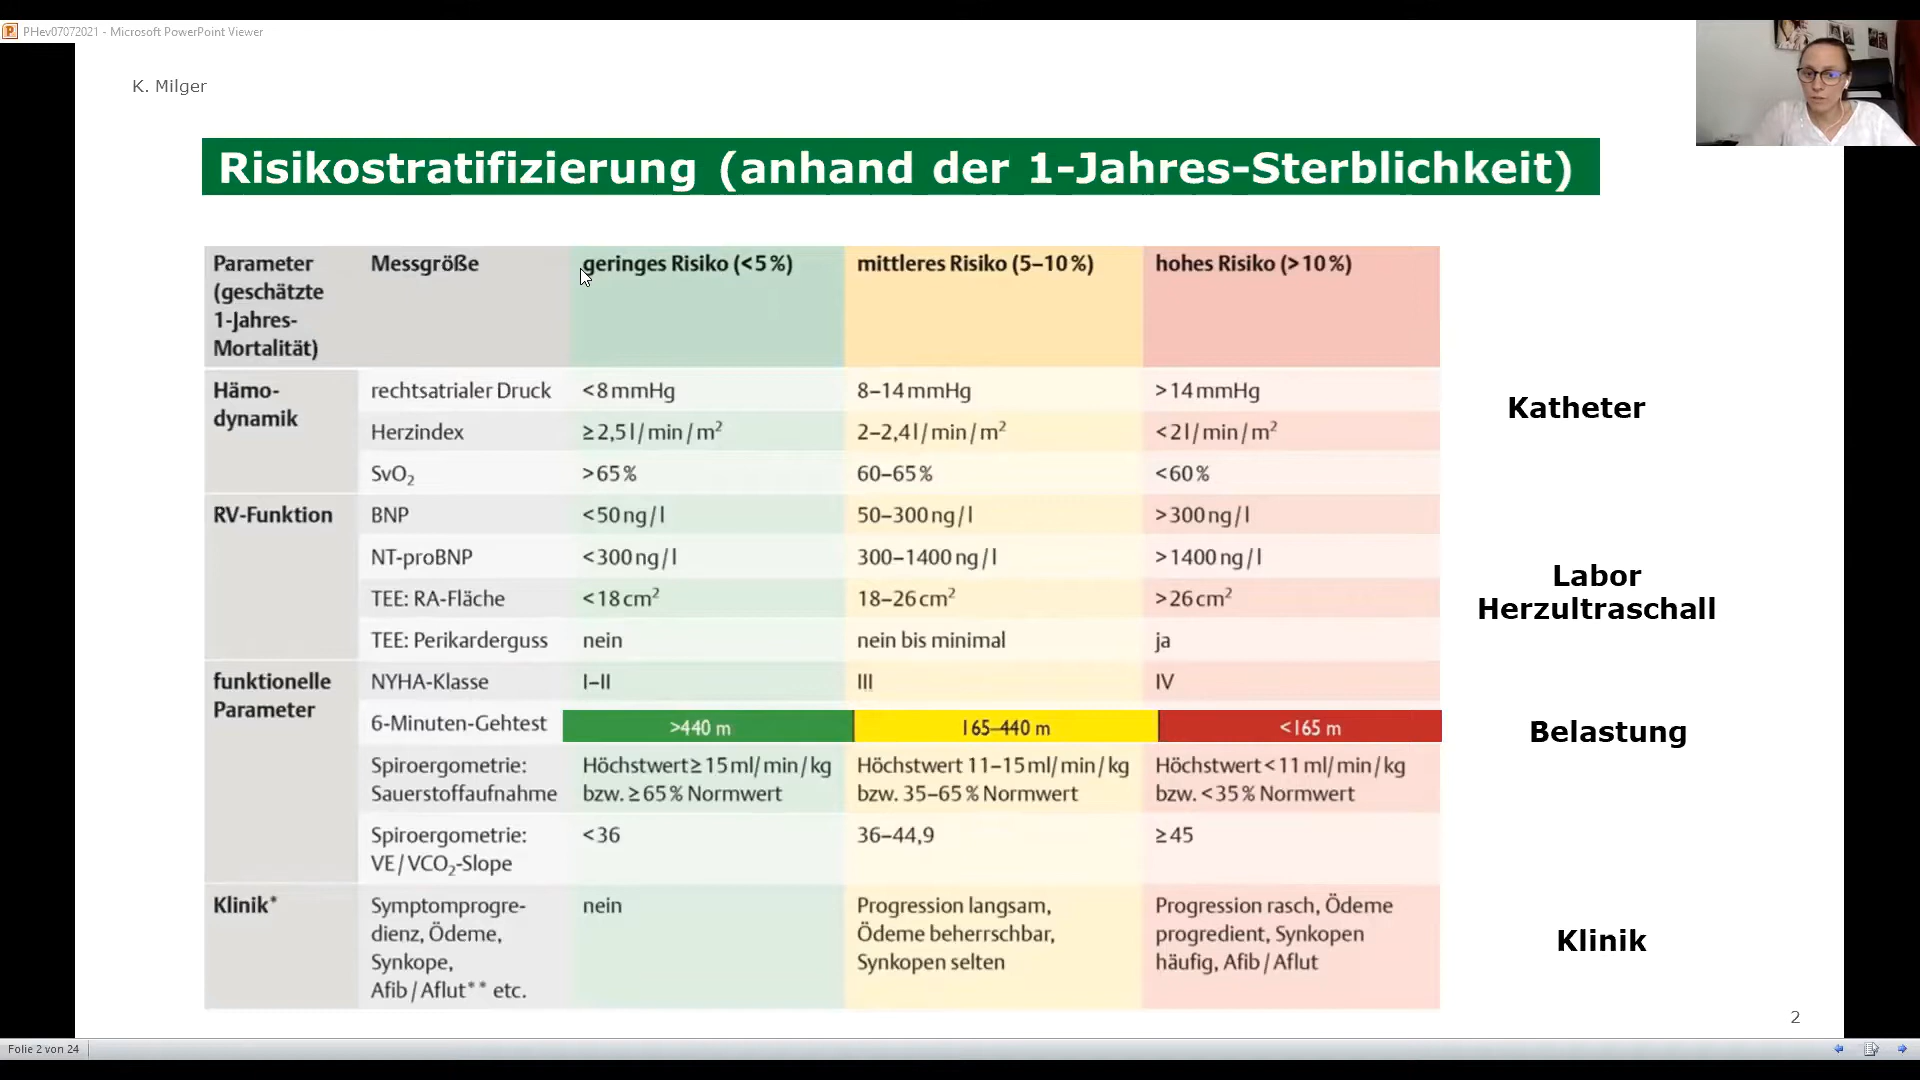 PHev07072021 - Microsoft PowerPoint Viewer
K. Milger
Risikostratifizierung (anhand der 1-Jahres-Sterblichkeit)
Parameter (geschätzte 1-Jahres-Mortalität) Messgröße geringes Risiko (<5 %) mittleres Risiko (5–10 %) hohes Risiko (>10 %)
Hämo-
dynamik
rechtsatrialer Druck <8 mmHg 8–14 mmHg >14 mmHg
Herzindex ≥2,5 l/min/m² 2–2,4 l/min/m² <2 l/min/m²
SvO₂ >65 % 60–65 % <60 %
Katheter
RV-Funktion BNP <50 ng/l 50–300 ng/l >300 ng/l
NT-proBNP <300 ng/l 300–1400 ng/l >1400 ng/l
TEE: RA-Fläche <18 cm² 18–26 cm² >26 cm²
TEE: Perikarderguss nein nein bis minimal ja
Labor
Herzultraschall
funktionelle
Parameter
NYHA-Klasse I–II III IV
6-Minuten-Gehtest >440 m 165–440 m <165 m
Spiroergometrie: Höchstwert ≥ 15 ml/min/kg Höchstwert 11–15 ml/min/kg Höchstwert < 11 ml/min/kg
Sauerstoffaufnahme bzw. ≥ 65 % Normwert bzw. 35–65 % Normwert bzw. <35 % Normwert
Spiroergometrie: <36 36–44,9 ≥45
VE/VCO₂-Slope
Belastung
Klinik* Symptomprogre- nein Progression langsam, Progression rasch, Ödeme
dienz, Ödeme, Ödeme beherrschbar, progredient, Synkopen
Synkope, Synkopen selten häufig, Afib/Aflut
Afib/Aflut** etc.
Klinik
2
Folie 2 von 24